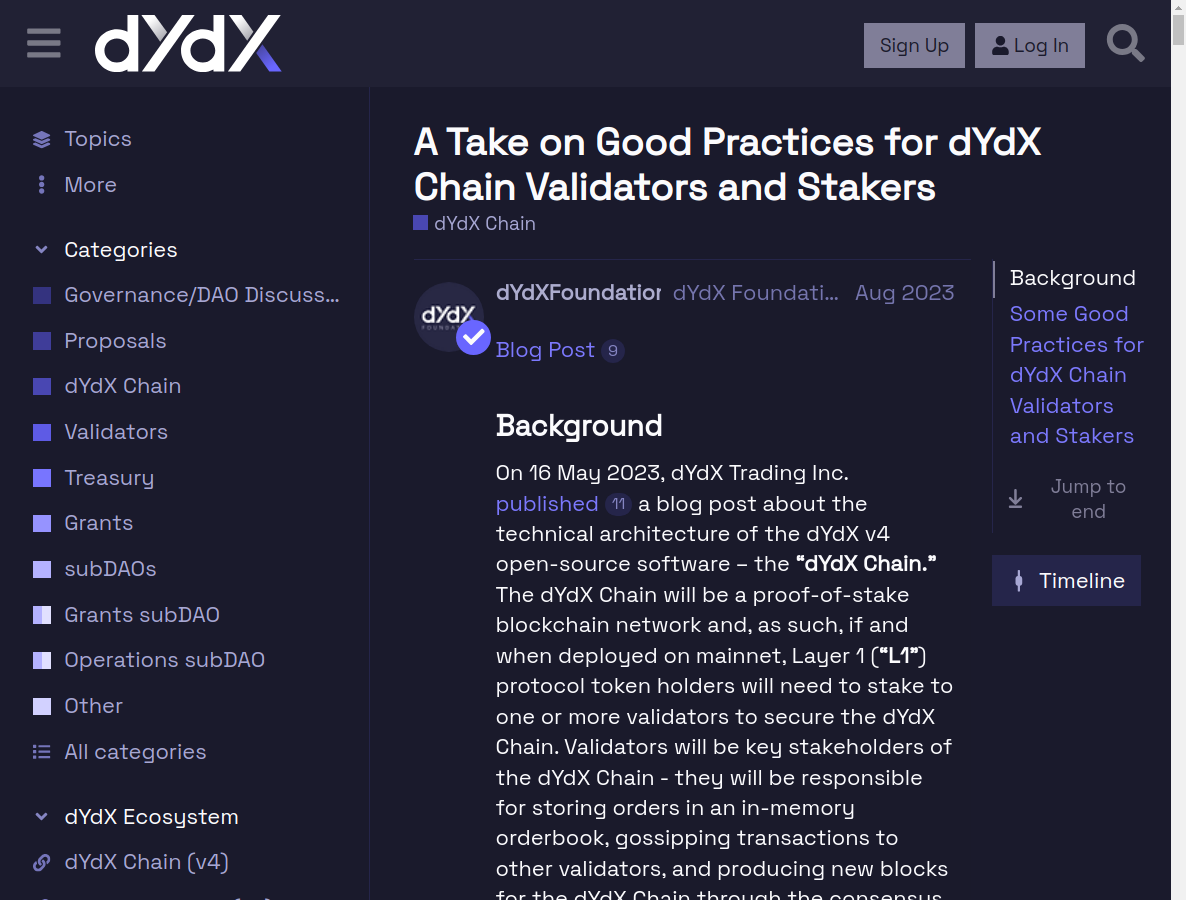 dYdX
Sign Up
Log In
Topics
More
Categories
Governance/DAO Discuss...
Proposals
dYdX Chain
Validators
Treasury
Grants
subDAOs
Grants subDAO
Operations subDAO
Other
All categories
dYdX Ecosystem
dYdX Chain (v4)
A Take on Good Practices for dYdX
Chain Validators and Stakers
dYdX Chain
dYdX
dYdXFoundation dYdX Foundati... Aug 2023
Blog Post 9
Background
On 16 May 2023, dYdX Trading Inc.
published 11 a blog post about the
technical architecture of the dYdX v4
open-source software – the “dYdX Chain.”
The dYdX Chain will be a proof-of-stake
blockchain network and, as such, if and
when deployed on mainnet, Layer 1 (“L1”)
protocol token holders will need to stake to
one or more validators to secure the dYdX
Chain. Validators will be key stakeholders of
the dYdX Chain - they will be responsible
for storing orders in an in-memory
orderbook, gossipping transactions to
other validators, and producing new blocks
for the dYdX Chain through the consensus
Background
Some Good
Practices for
dYdX Chain
Validators
and Stakers
Jump to
end
Timeline